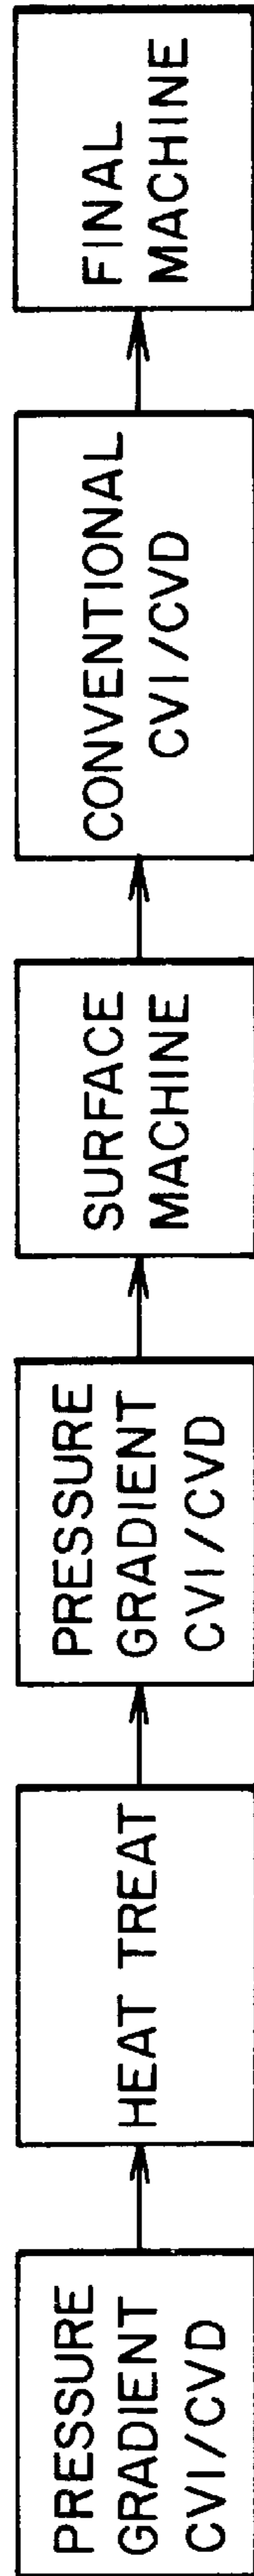 PRESSURE
GRADIENT
CVI/CVD
HEAT TREAT
PRESSURE
GRADIENT
CVI/CVD
SURFACE
MACHINE
CONVENTIONAL
CVI/CVD
FINAL
MACHINE